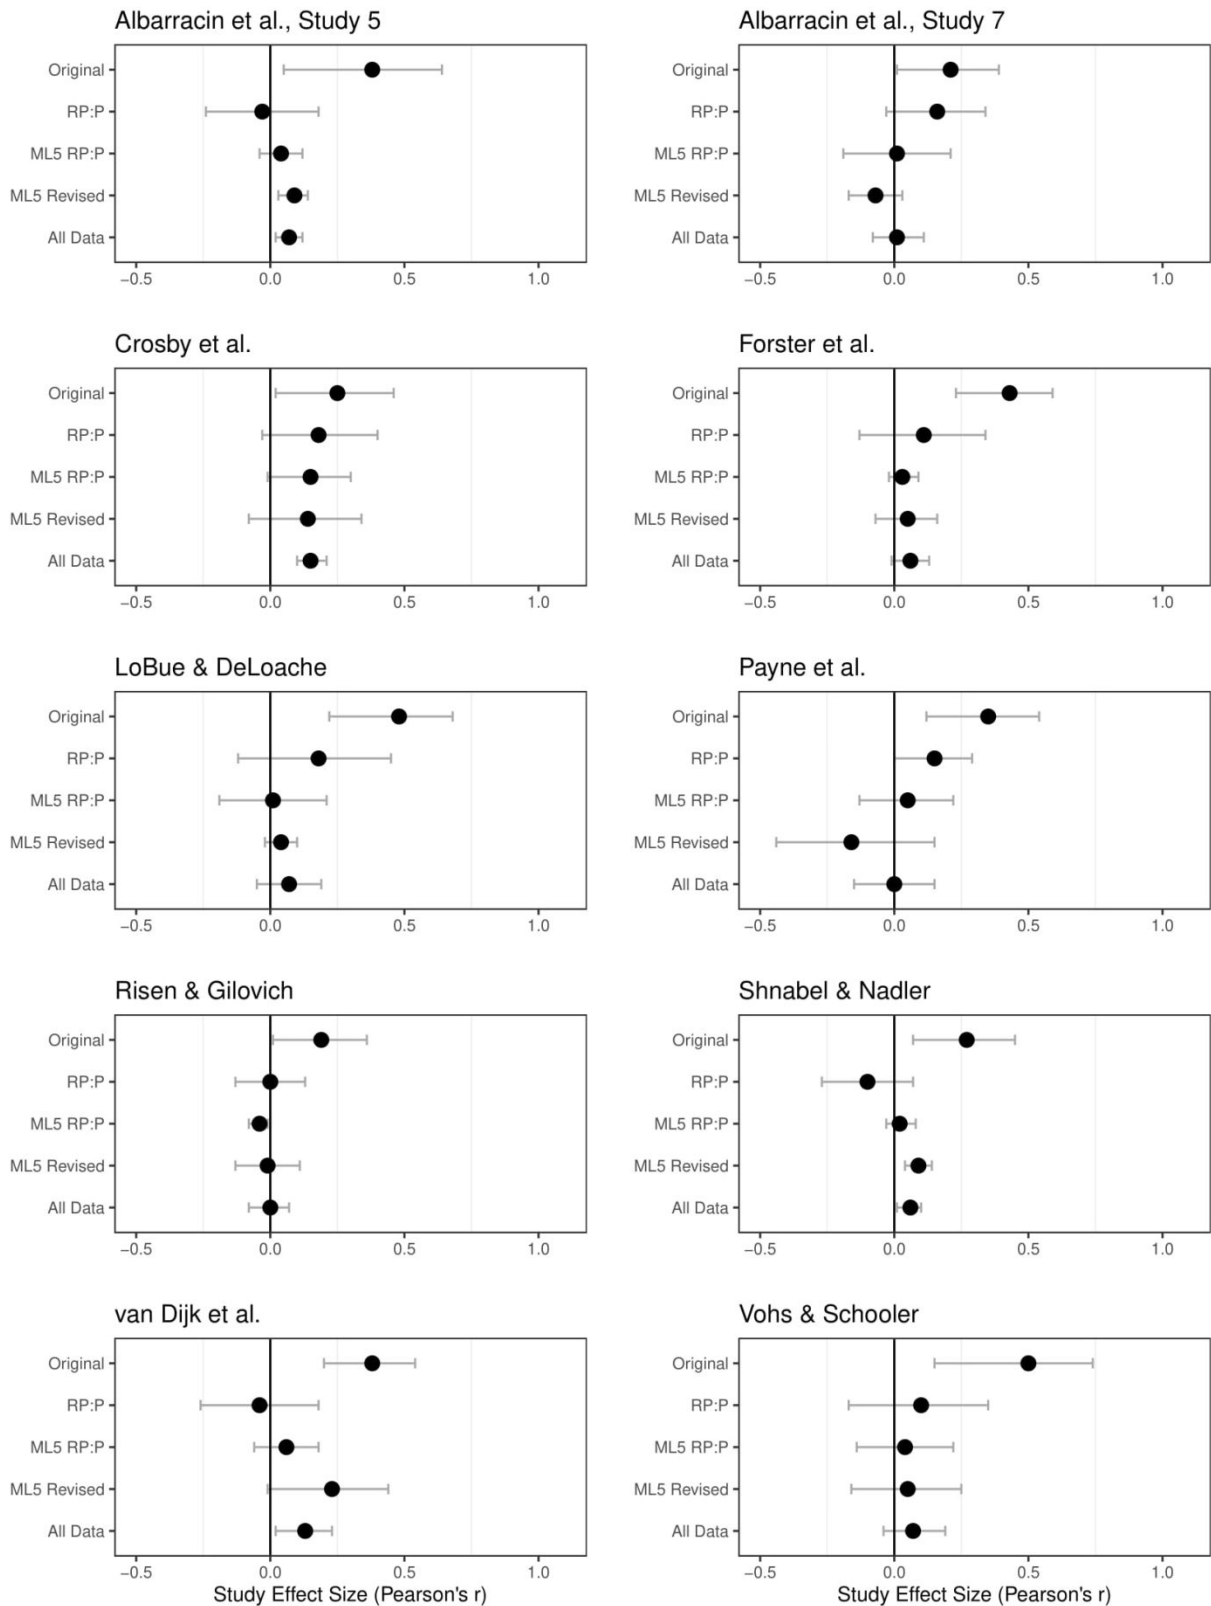 Albarracin et al., Study 5
Original
RP:P
ML5 RP:P
ML5 Revised
All Data
−0.5 0.0 0.5 1.0
Albarracin et al., Study 7
Original
RP:P
ML5 RP:P
ML5 Revised
All Data
−0.5 0.0 0.5 1.0
Crosby et al.
Original
RP:P
ML5 RP:P
ML5 Revised
All Data
−0.5 0.0 0.5 1.0
Forster et al.
Original
RP:P
ML5 RP:P
ML5 Revised
All Data
−0.5 0.0 0.5 1.0
LoBue & DeLoache
Original
RP:P
ML5 RP:P
ML5 Revised
All Data
−0.5 0.0 0.5 1.0
Payne et al.
Original
RP:P
ML5 RP:P
ML5 Revised
All Data
−0.5 0.0 0.5 1.0
Risen & Gilovich
Original
RP:P
ML5 RP:P
ML5 Revised
All Data
−0.5 0.0 0.5 1.0
Shnabel & Nadler
Original
RP:P
ML5 RP:P
ML5 Revised
All Data
−0.5 0.0 0.5 1.0
van Dijk et al.
Original
RP:P
ML5 RP:P
ML5 Revised
All Data
−0.5 0.0 0.5 1.0
Study Effect Size (Pearson's r)
Vohs & Schooler
Original
RP:P
ML5 RP:P
ML5 Revised
All Data
−0.5 0.0 0.5 1.0
Study Effect Size (Pearson's r)